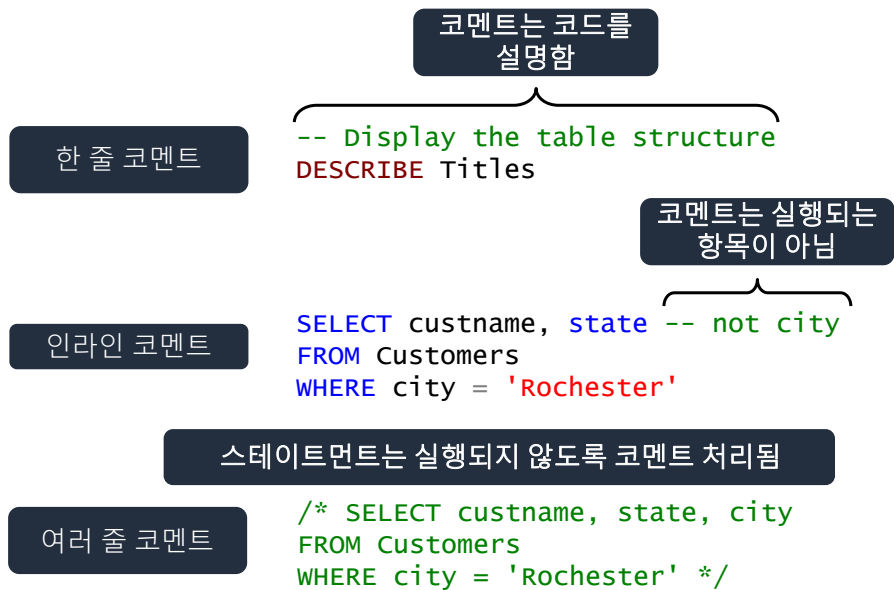 코멘트는 코드를
설명함
한 줄 코멘트
-- Display the table structure
DESCRIBE Titles
코멘트는 실행되는
항목이 아님
인라인 코멘트
SELECT custname, state -- not city
FROM Customers
WHERE city = 'Rochester'
스테이트먼트는 실행되지 않도록 코멘트 처리됨
여러 줄 코멘트
/* SELECT custname, state, city
FROM Customers
WHERE city = 'Rochester' */